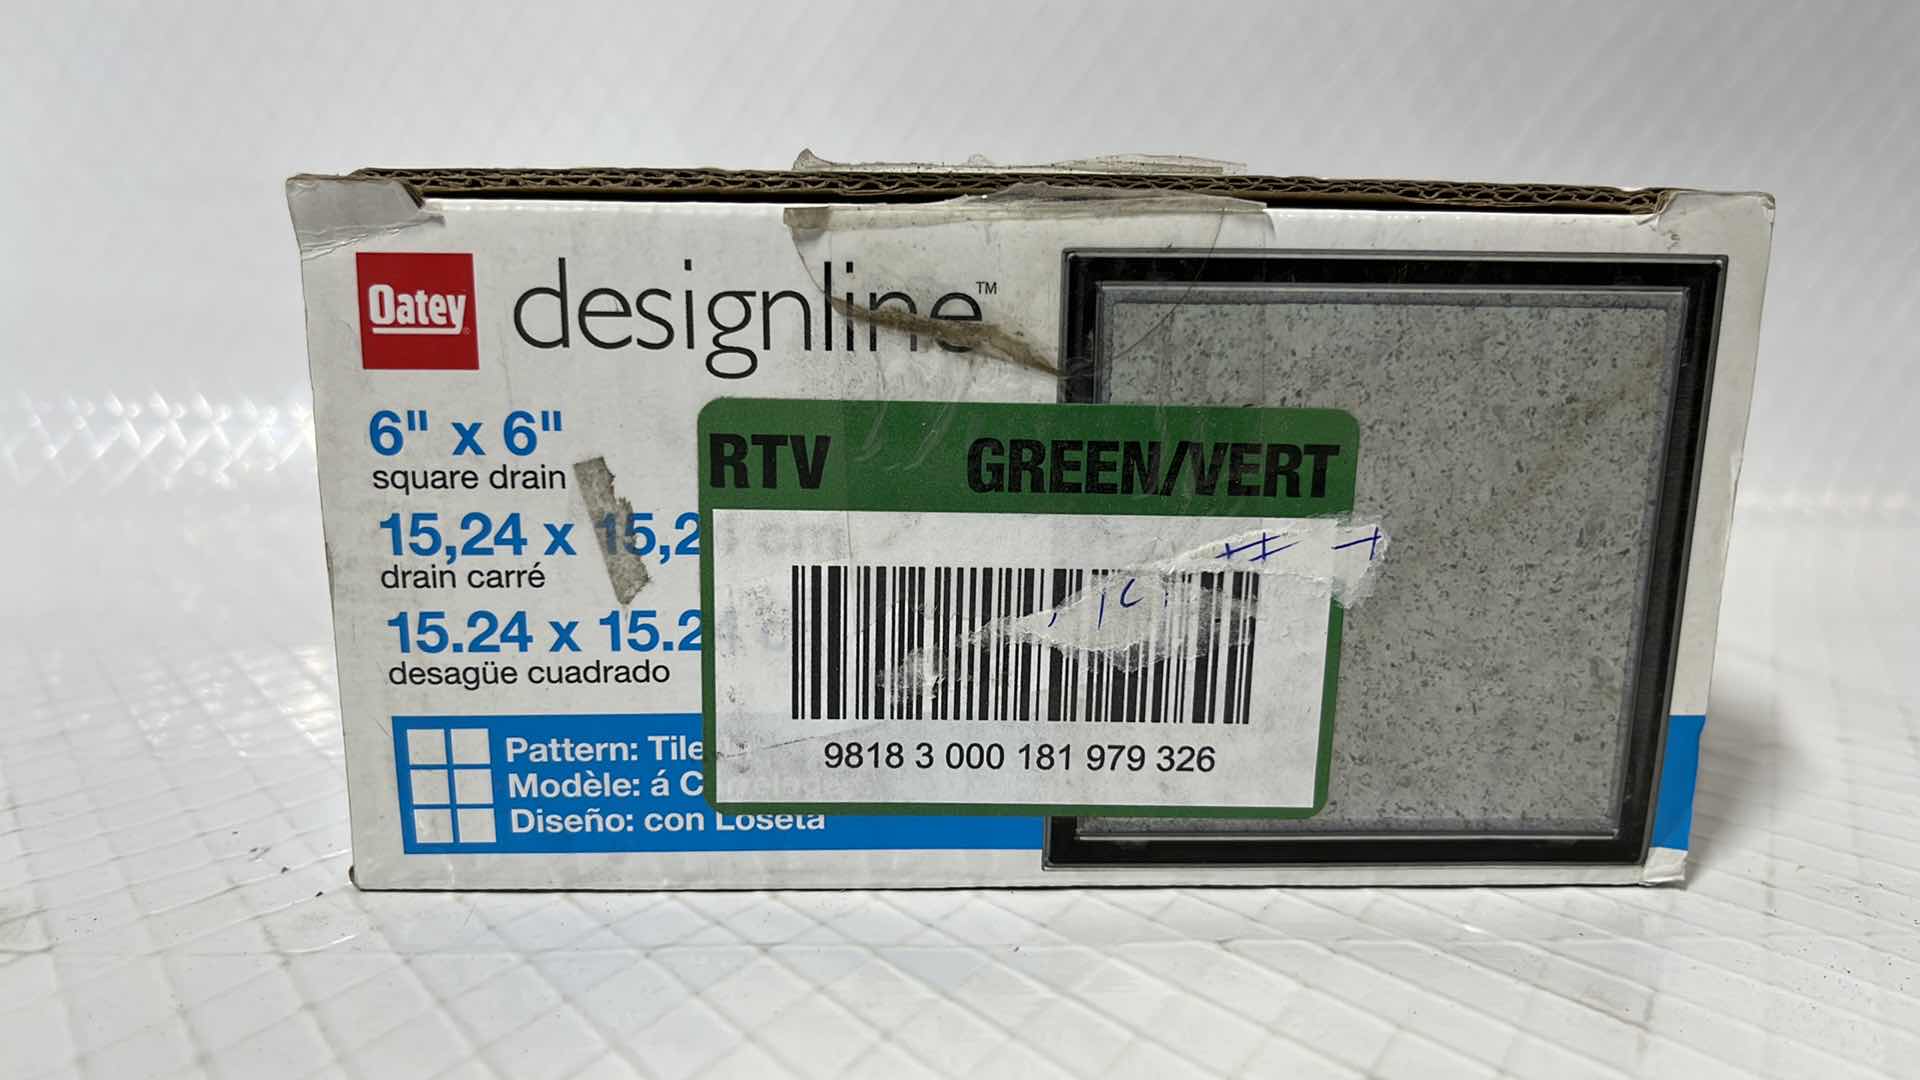 Oatey®
designline™
6" x 6"
square drain
15,24 x 15,2
drain carré
15.24 x 15.2
desagüe cuadrado
Pattern: Tile
Modèle: á C
Diseño: con Loseta
RTV GREEN/VERT
9818 3 000 181 979 326